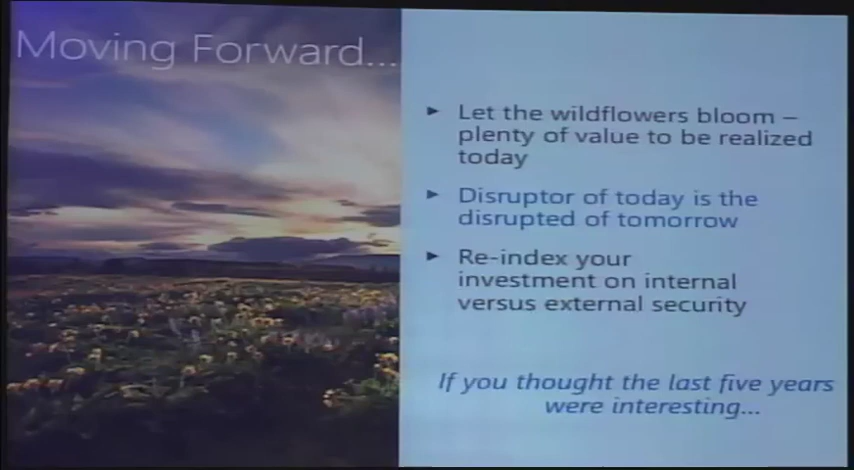 Moving Forward...
► Let the wildflowers bloom –
plenty of value to be realized
today
► Disruptor of today is the
disrupted of tomorrow
► Re-index your
investment on internal
versus external security
If you thought the last five years
were interesting...